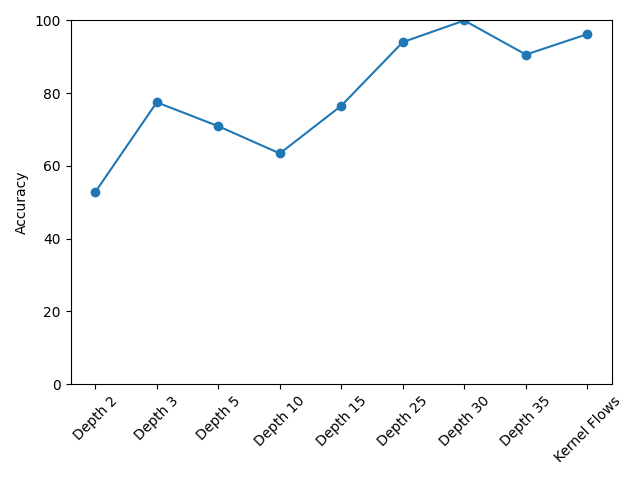 100
80
60
40
20
0
Accuracy
Depth 2
Depth 3
Depth 5
Depth 10
Depth 15
Depth 25
Depth 30
Depth 35
Kernel Flows